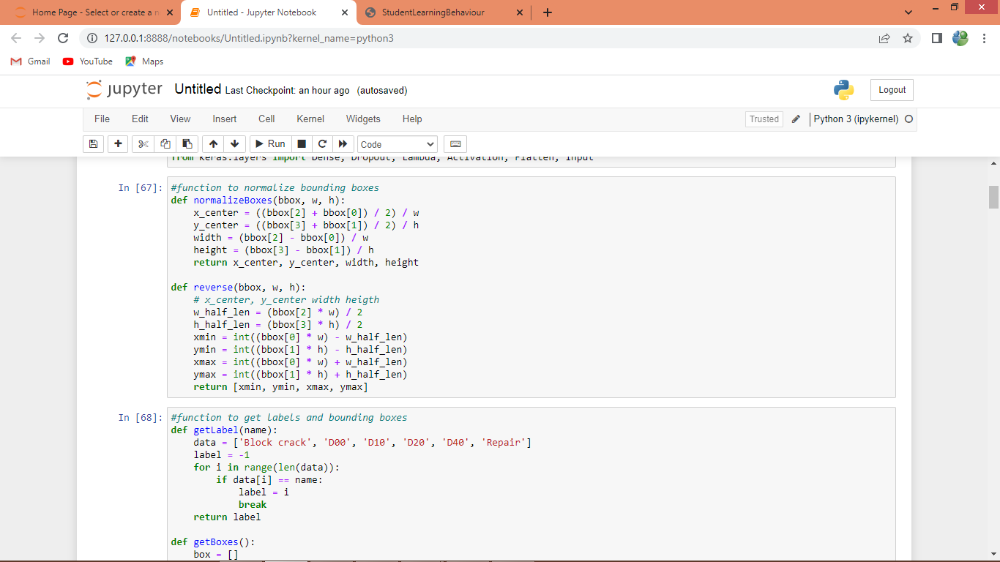 Home Page - Select or create a n
Untitled - Jupyter Notebook
StudentLearningBehaviour
127.0.0.1:8888/notebooks/Untitled.ipynb?kernel_name=python3
Gmail YouTube Maps
jupyter Untitled Last Checkpoint: an hour ago (autosaved) Logout
File Edit View Insert Cell Kernel Widgets Help Trusted Python 3 (ipykernel)
Run Code
from keras.layers import Dense, Dropout, Lambda, Activation, Flatten, Input
In [67]: #function to normalize bounding boxes
def normalizeBoxes(bbox, w, h):
    x_center = ((bbox[2] + bbox[0]) / 2) / w
    y_center = ((bbox[3] + bbox[1]) / 2) / h
    width = (bbox[2] - bbox[0]) / w
    height = (bbox[3] - bbox[1]) / h
    return x_center, y_center, width, height
def reverse(bbox, w, h):
    # x_center, y_center width heigth
    w_half_len = (bbox[2] * w) / 2
    h_half_len = (bbox[3] * h) / 2
    xmin = int((bbox[0] * w) - w_half_len)
    ymin = int((bbox[1] * h) - h_half_len)
    xmax = int((bbox[0] * w) + w_half_len)
    ymax = int((bbox[1] * h) + h_half_len)
    return [xmin, ymin, xmax, ymax]
In [68]: #function to get labels and bounding boxes
def getLabel(name):
    data = ['Block crack', 'D00', 'D10', 'D20', 'D40', 'Repair']
    label = -1
    for i in range(len(data)):
        if data[i] == name:
            label = i
            break
    return label
def getBoxes():
    box = []